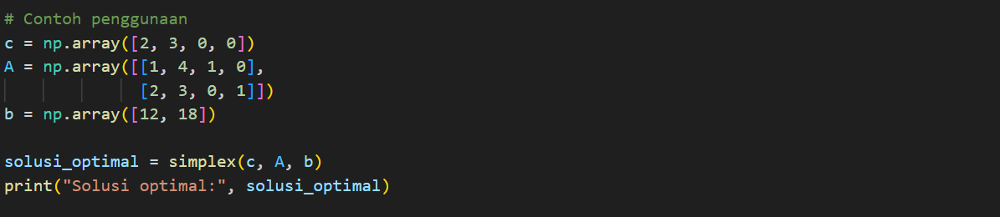 # Contoh penggunaan
c = np.array([2, 3, 0, 0])
A = np.array([[1, 4, 1, 0],
              [2, 3, 0, 1]])
b = np.array([12, 18])

solusi_optimal = simplex(c, A, b)
print("Solusi optimal:", solusi_optimal)